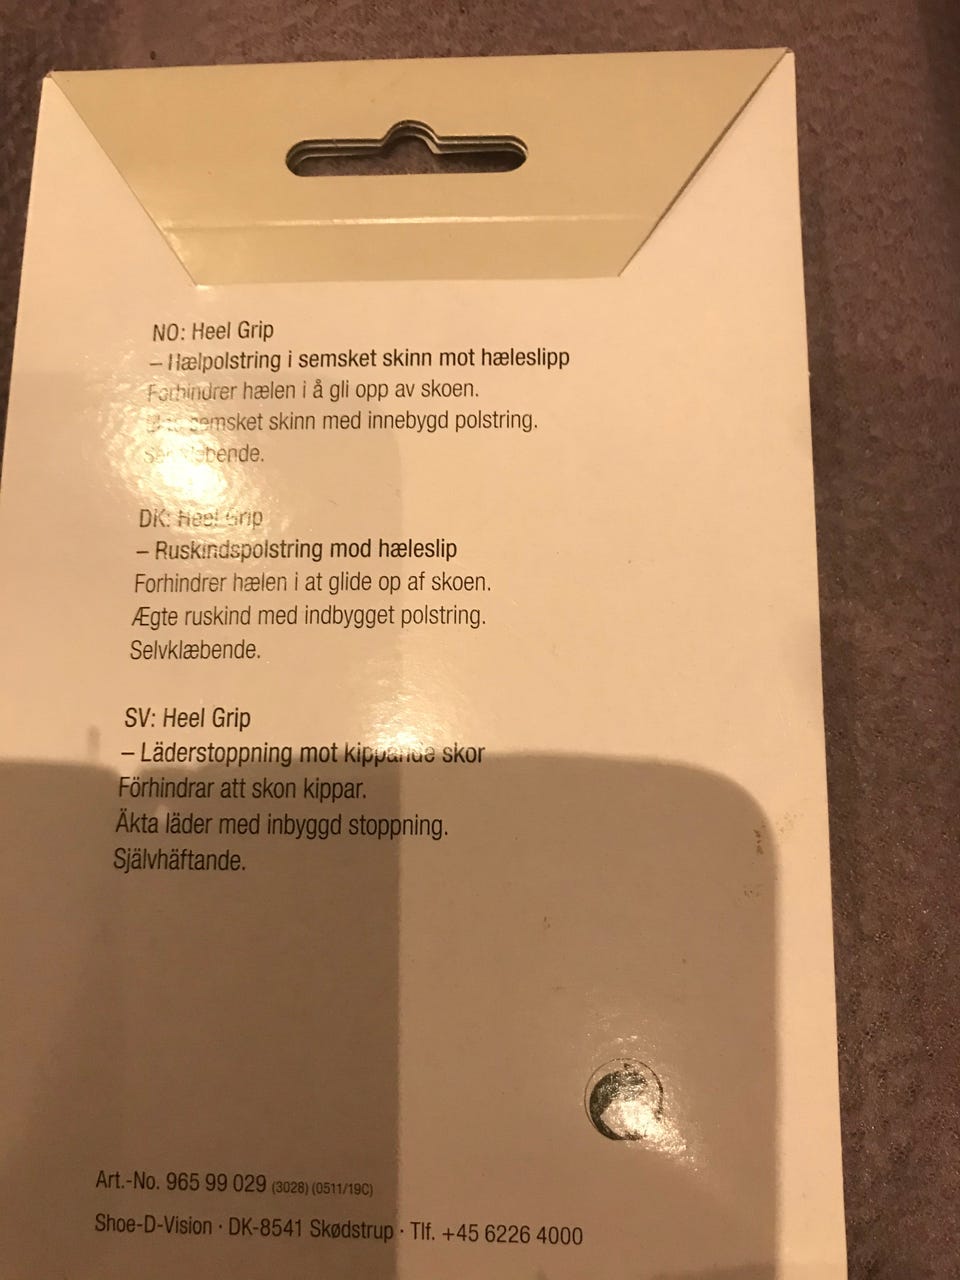 NO: Heel Grip
– Hælpolstring i semsket skinn mot hæleslipp
Forhindrer hælen i å gli opp av skoen.
semsket skinn med innebygd polstring.
DK: Heel Grip
– Ruskindspolstring mod hæleslip
Forhindrer hælen i at glide op af skoen.
Ægte ruskind med indbygget polstring.
Selvklæbende.
SV: Heel Grip
– Läderstoppning mot kippande skor
Förhindrar att skon kippar.
Äkta läder med inbyggd stoppning.
Självhäftande.
Art.-No. 965 99 029 (3028) (0511/19C)
Shoe-D-Vision · DK-8541 Skødstrup · Tlf. +45 6226 4000